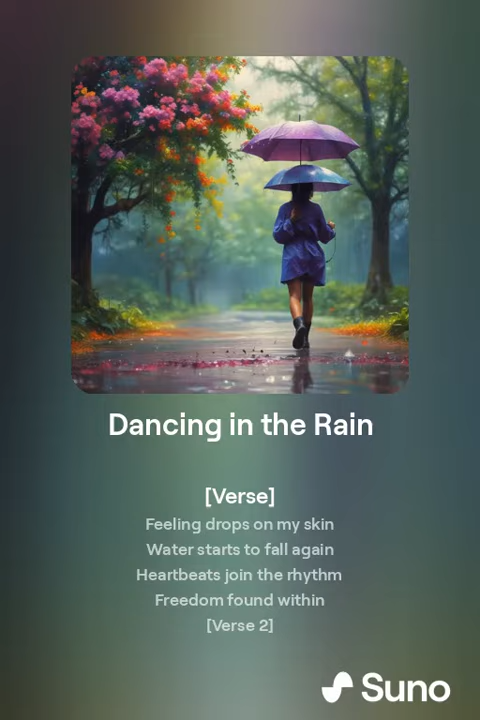 Dancing in the Rain
[Verse]
Feeling drops on my skin
Water starts to fall again
Heartbeats join the rhythm
Freedom found within
[Verse 2]
Suno